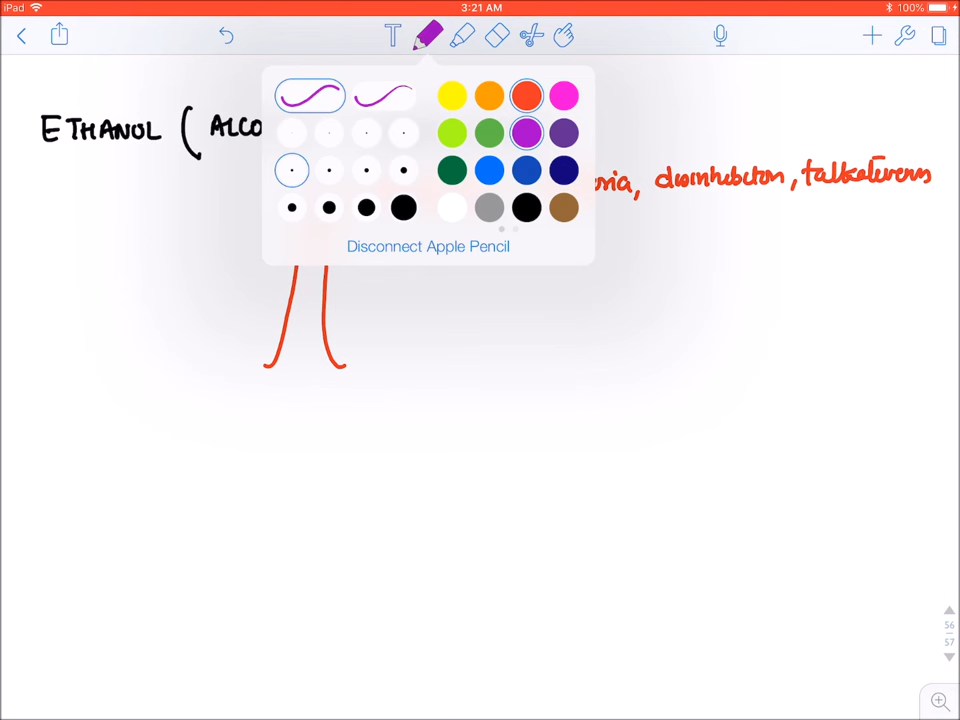 iPad 3:21 AM 100%
T
ETHANOL ( ALCO
oria, disinhibition, talkativeness
Disconnect Apple Pencil
56
57